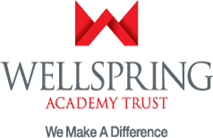 WELLSPRING
ACADEMY TRUST
We Make A Difference